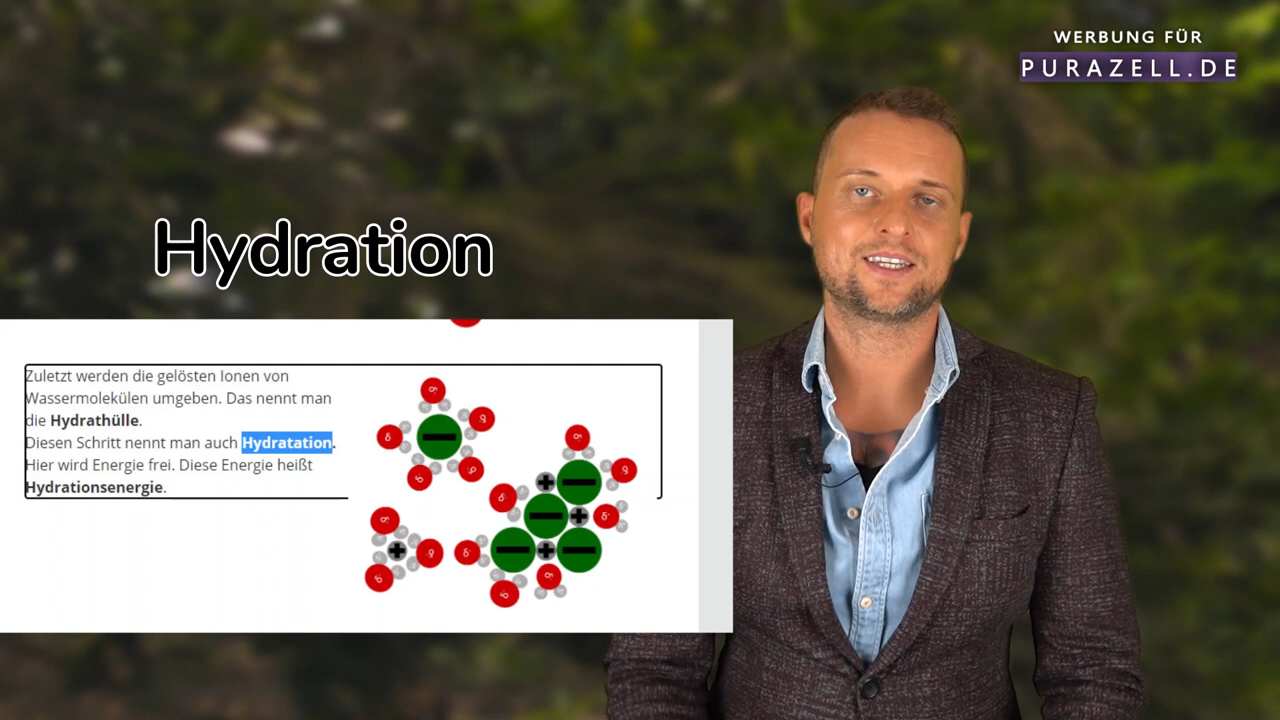 WERBUNG FÜR
PURAZELL.DE
Hydration
Zuletzt werden die gelösten Ionen von
Wassermolekülen umgeben. Das nennt man
die Hydrathülle.
Diesen Schritt nennt man auch Hydratation.
Hier wird Energie frei. Diese Energie heißt
Hydrationsenergie.